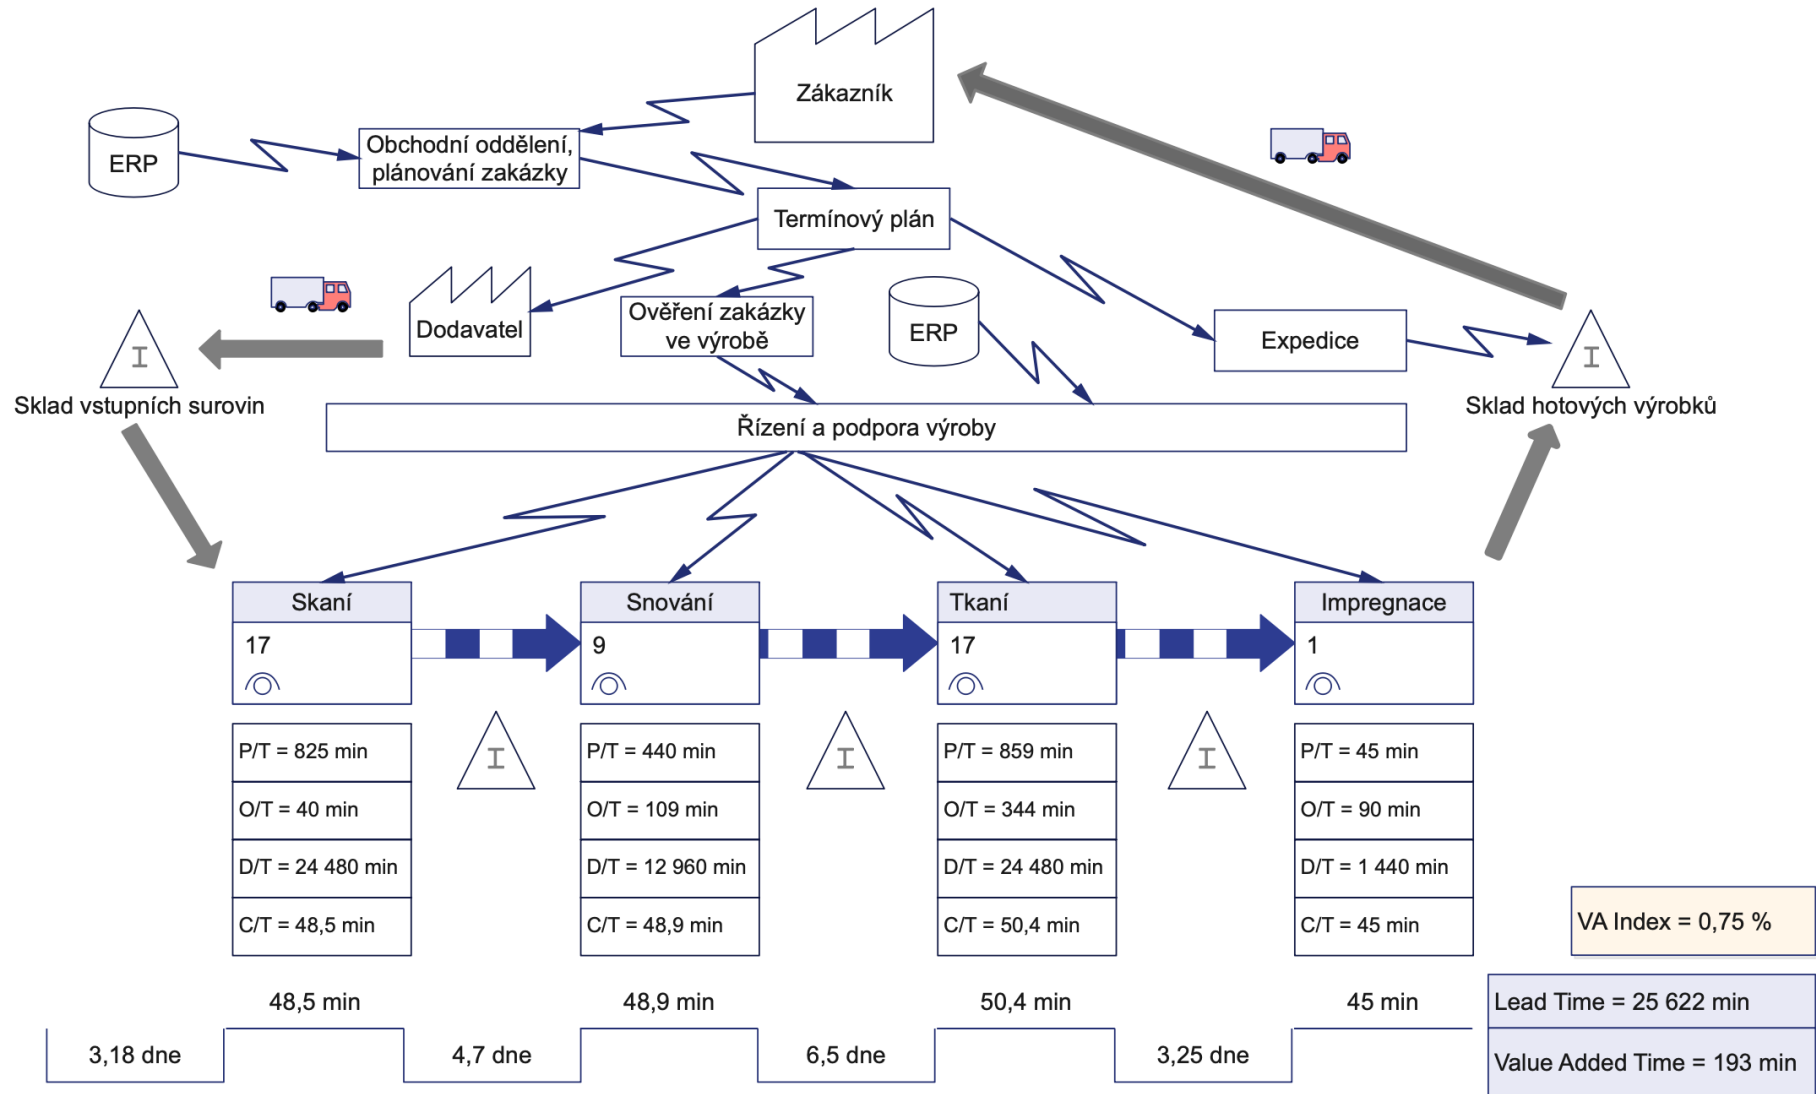 Zákazník
ERP
Obchodní oddělení,
plánování zakázky
Termínový plán
Dodavatel
Ověření zakázky
ve výrobě
ERP
Expedice
I
I
Sklad vstupních surovin
Sklad hotových výrobků
Řízení a podpora výroby
Skaní
Snování
Tkaní
Impregnace
17
9
17
1
I
I
I
P/T = 825 min
P/T = 440 min
P/T = 859 min
P/T = 45 min
O/T = 40 min
O/T = 109 min
O/T = 344 min
O/T = 90 min
D/T = 24 480 min
D/T = 12 960 min
D/T = 24 480 min
D/T = 1 440 min
C/T = 48,5 min
C/T = 48,9 min
C/T = 50,4 min
C/T = 45 min
VA Index = 0,75 %
48,5 min
48,9 min
50,4 min
45 min
Lead Time = 25 622 min
3,18 dne
4,7 dne
6,5 dne
3,25 dne
Value Added Time = 193 min